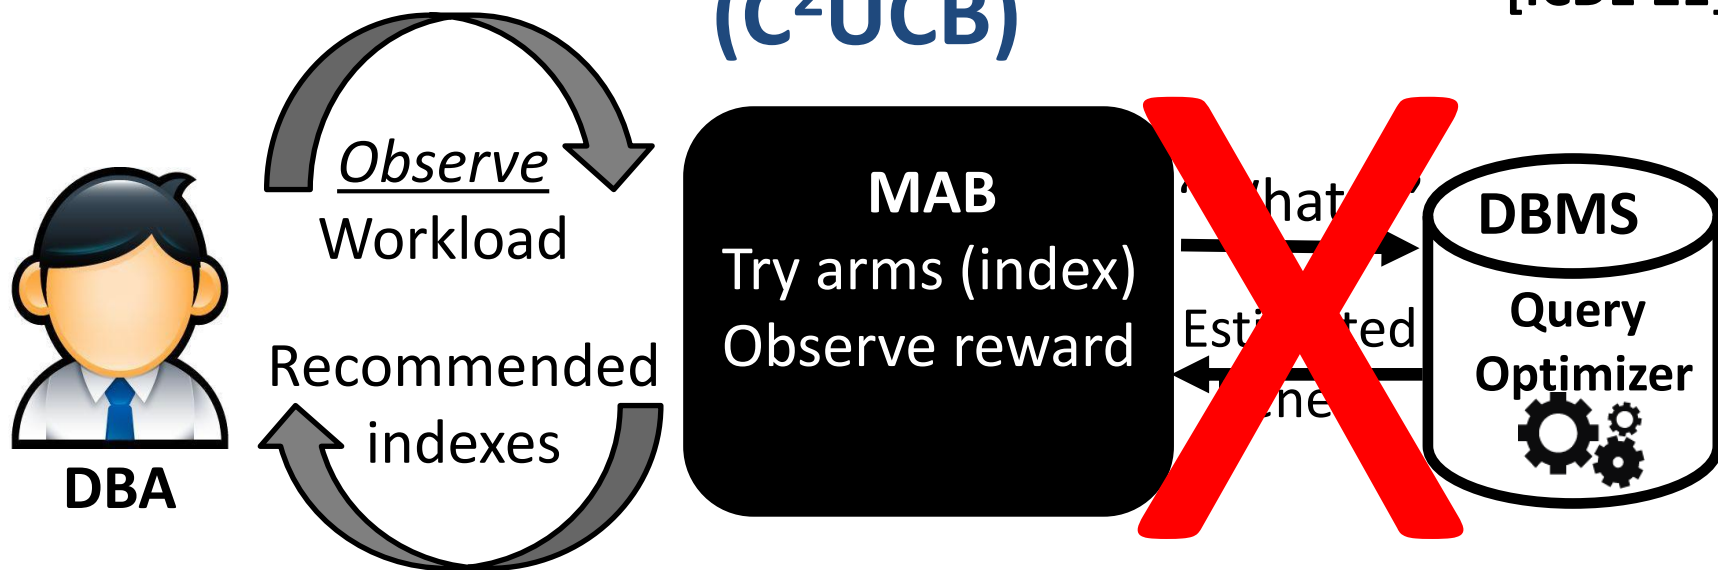 (C²UCB)
Observe
Workload
Recommended
indexes
DBA
MAB
Try arms (index)
Observe reward
DBMS
Query
Optimizer